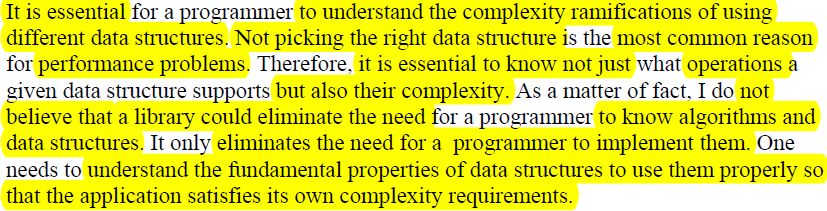 It is essential for a programmer to understand the complexity ramifications of using
different data structures. Not picking the right data structure is the most common reason
for performance problems. Therefore, it is essential to know not just what operations a
given data structure supports but also their complexity. As a matter of fact, I do not
believe that a library could eliminate the need for a programmer to know algorithms and
data structures. It only eliminates the need for a  programmer to implement them. One
needs to understand the fundamental properties of data structures to use them properly so
that the application satisfies its own complexity requirements.